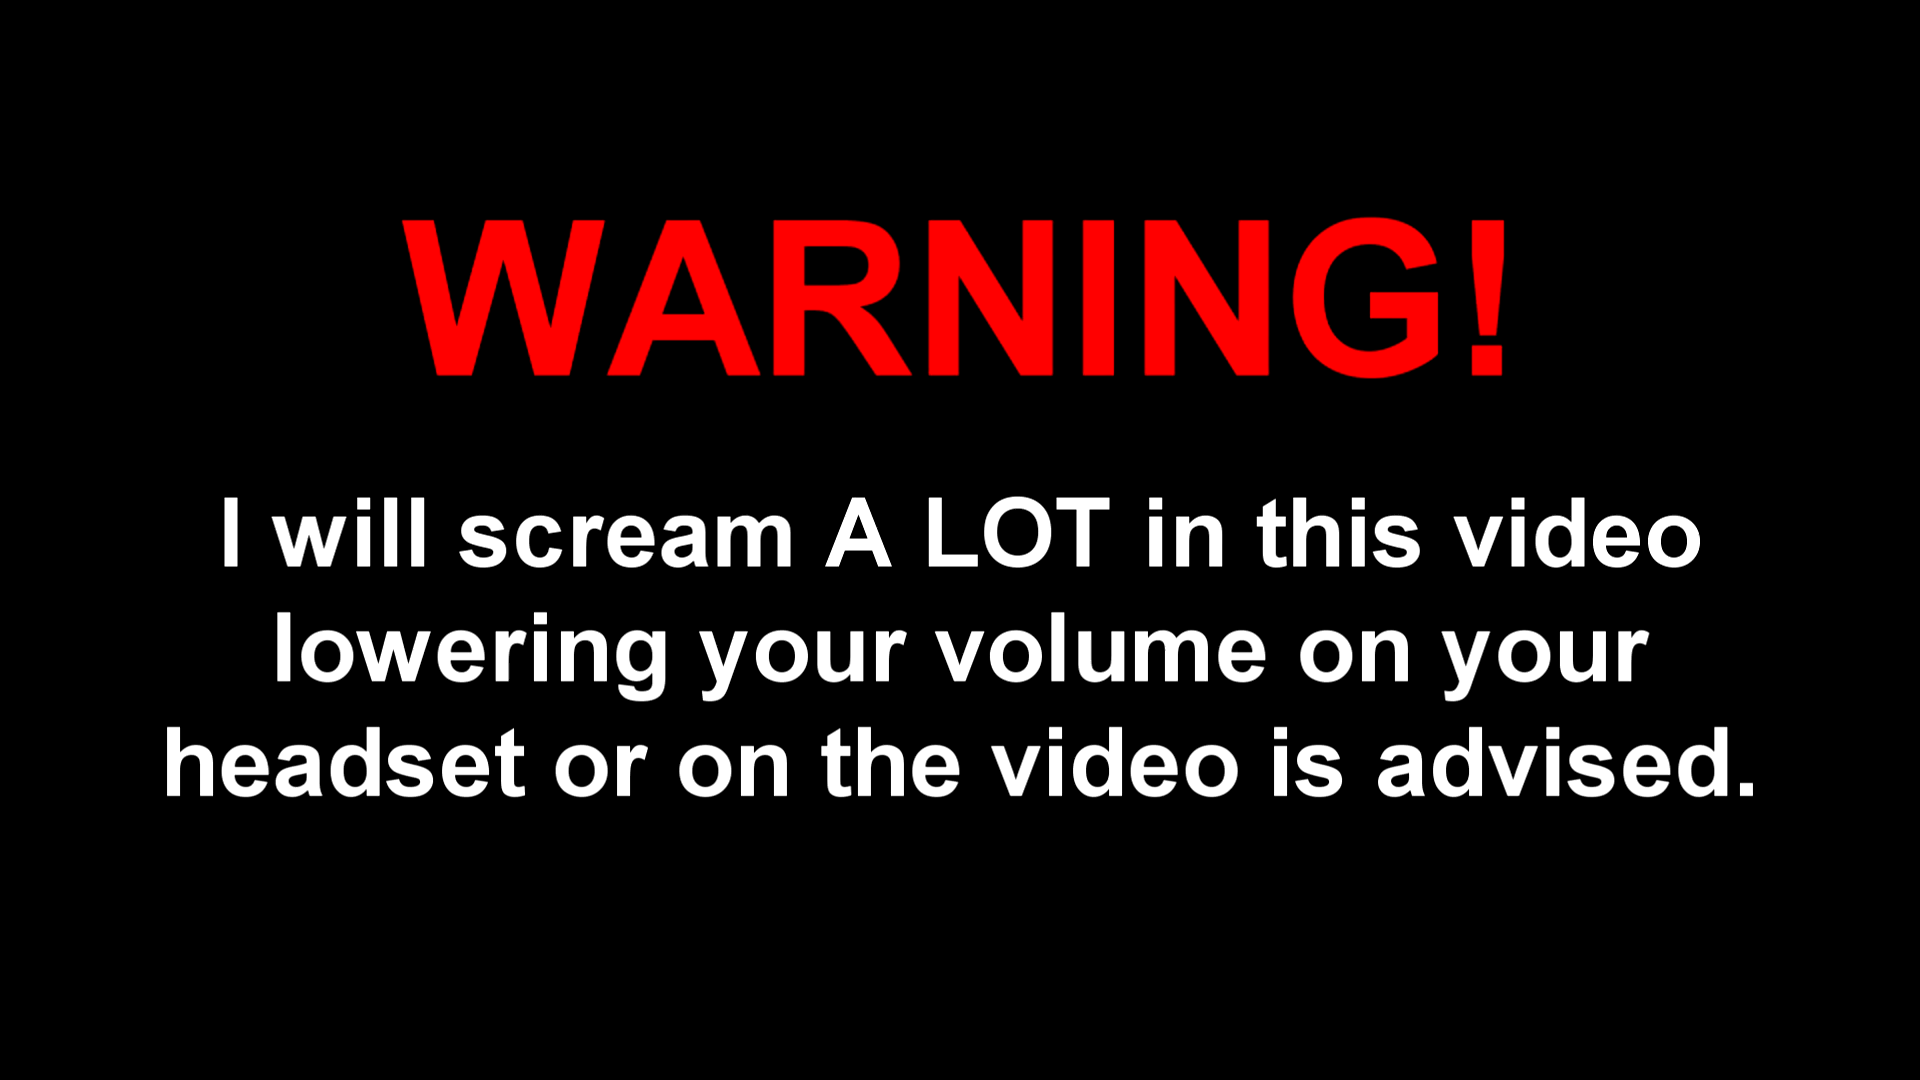 WARNING!
I will scream A LOT in this video
lowering your volume on your
headset or on the video is advised.